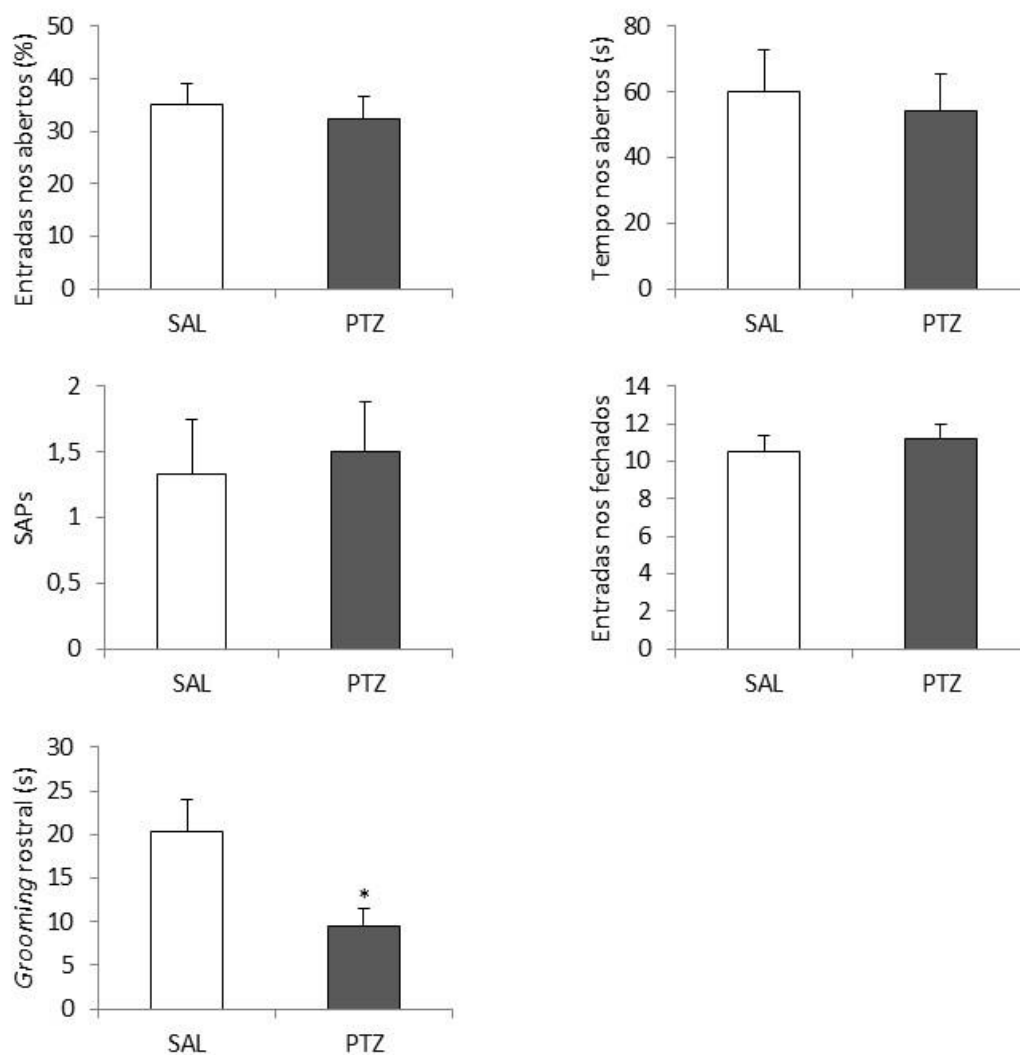 Entradas nos abertos (%)
50
40
30
20
10
0
SAL
PTZ
Tempo nos abertos (s)
80
60
40
20
0
SAL
PTZ
SAPs
2
1,5
1
0,5
0
SAL
PTZ
Entradas nos fechados
14
12
10
8
6
4
2
0
SAL
PTZ
Grooming rostral (s)
30
25
20
15
10
5
0
*
SAL
PTZ